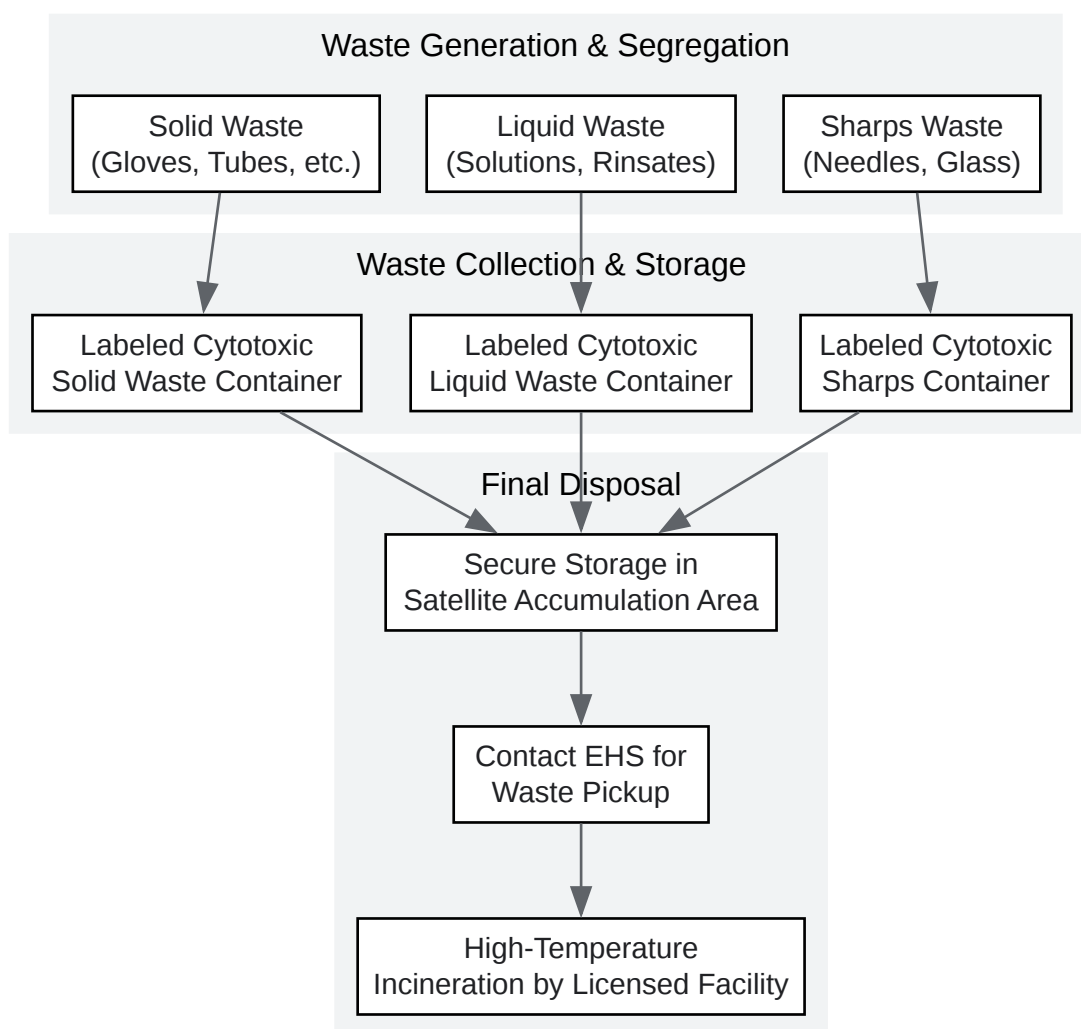 Waste Generation & Segregation
Solid Waste
(Gloves, Tubes, etc.)
Liquid Waste
(Solutions, Rinsates)
Sharps Waste
(Needles, Glass)
Waste Collection & Storage
Labeled Cytotoxic
Solid Waste Container
Labeled Cytotoxic
Liquid Waste Container
Labeled Cytotoxic
Sharps Container
Final Disposal
Secure Storage in
Satellite Accumulation Area
Contact EHS for
Waste Pickup
High-Temperature
Incineration by Licensed Facility